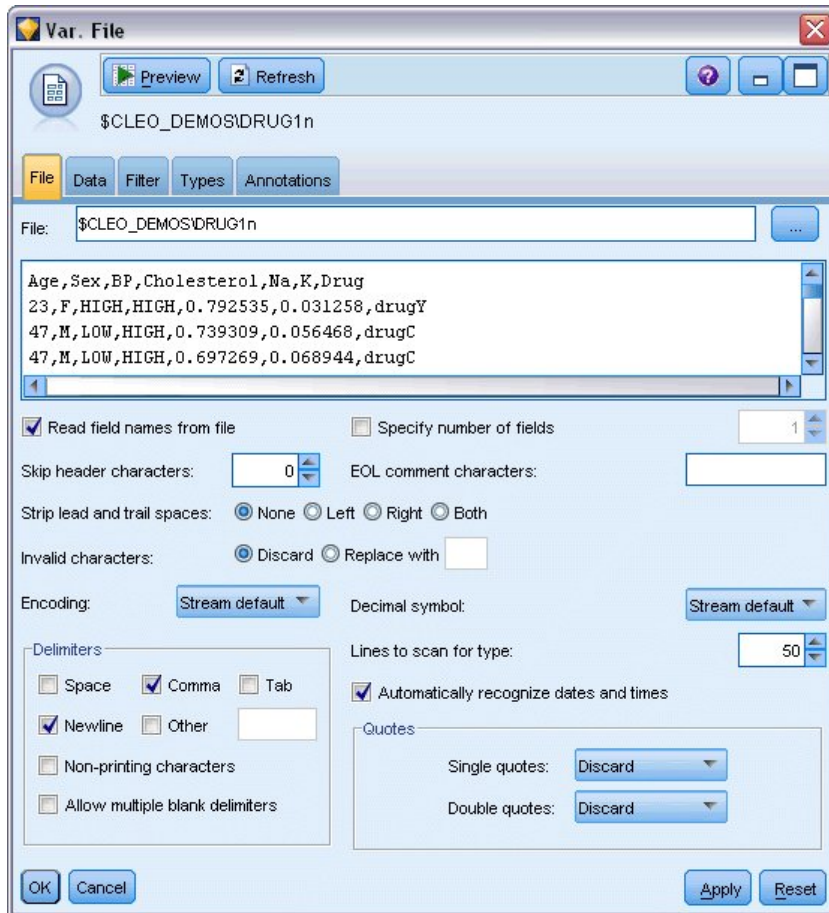 Var. File
Preview Refresh
$CLEO_DEMOS\DRUG1n
File Data Filter Types Annotations
File: $CLEO_DEMOS\DRUG1n ...
Age,Sex,BP,Cholesterol,Na,K,Drug
23,F,HIGH,HIGH,0.792535,0.031258,drugY
47,M,LOW,HIGH,0.739309,0.056468,drugC
47,M,LOW,HIGH,0.697269,0.068944,drugC
Read field names from file Specify number of fields 1
Skip header characters: 0 EOL comment characters:
Strip lead and trail spaces: None Left Right Both
Invalid characters: Discard Replace with
Encoding: Stream default Decimal symbol: Stream default
Delimiters Lines to scan for type: 50
Space Comma Tab Automatically recognize dates and times
Newline Other Quotes
Non-printing characters Single quotes: Discard
Allow multiple blank delimiters Double quotes: Discard
OK Cancel Apply Reset